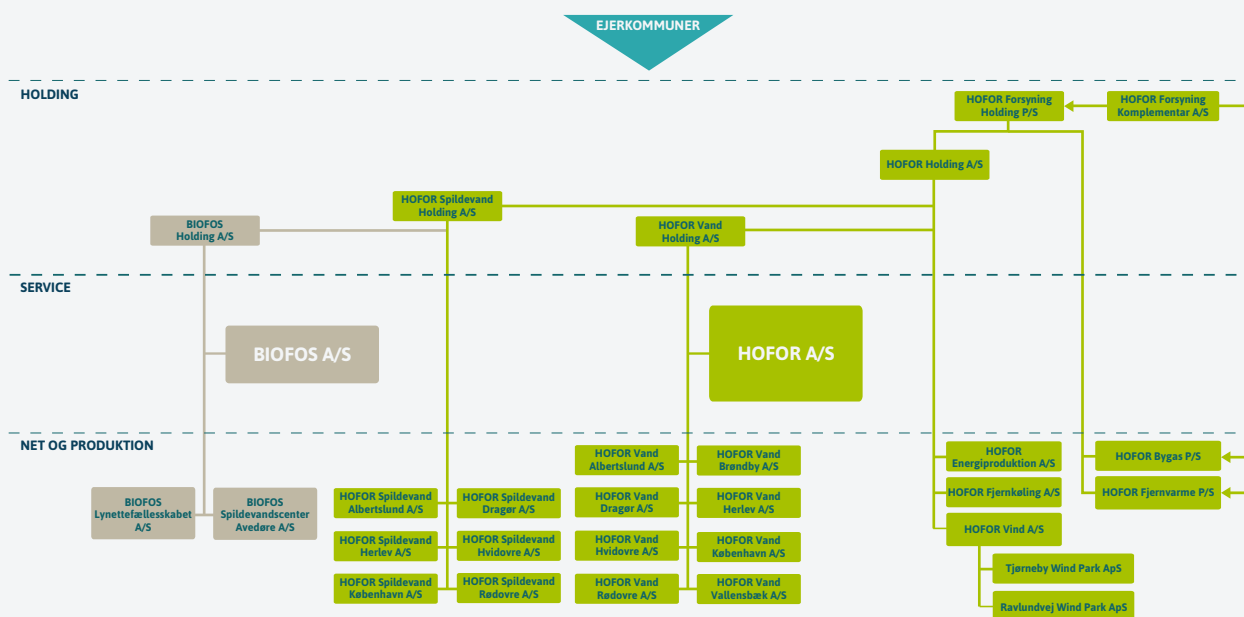 EJERKOMMUNER
HOLDING
HOFOR Forsyning
Holding P/S
HOFOR Forsyning
Komplementar A/S
HOFOR Holding A/S
HOFOR Spildevand
Holding A/S
BIOFOS
Holding A/S
HOFOR Vand
Holding A/S
SERVICE
BIOFOS A/S
HOFOR A/S
NET OG PRODUKTION
BIOFOS
Lynettefællesskabet
A/S
BIOFOS
Spildevandscenter
Avedøre A/S
HOFOR Spildevand
Albertslund A/S
HOFOR Spildevand
Dragør A/S
HOFOR Spildevand
Herlev A/S
HOFOR Spildevand
Hvidovre A/S
HOFOR Spildevand
København A/S
HOFOR Spildevand
Rødovre A/S
HOFOR Vand
Albertslund A/S
HOFOR Vand
Brøndby A/S
HOFOR Vand
Dragør A/S
HOFOR Vand
Herlev A/S
HOFOR Vand
Hvidovre A/S
HOFOR Vand
København A/S
HOFOR Vand
Rødovre A/S
HOFOR Vand
Vallensbæk A/S
HOFOR
Energiproduktion A/S
HOFOR Fjernkøling A/S
HOFOR Vind A/S
Tjørneby Wind Park ApS
Ravlundvej Wind Park ApS
HOFOR Bygas P/S
HOFOR Fjernvarme P/S